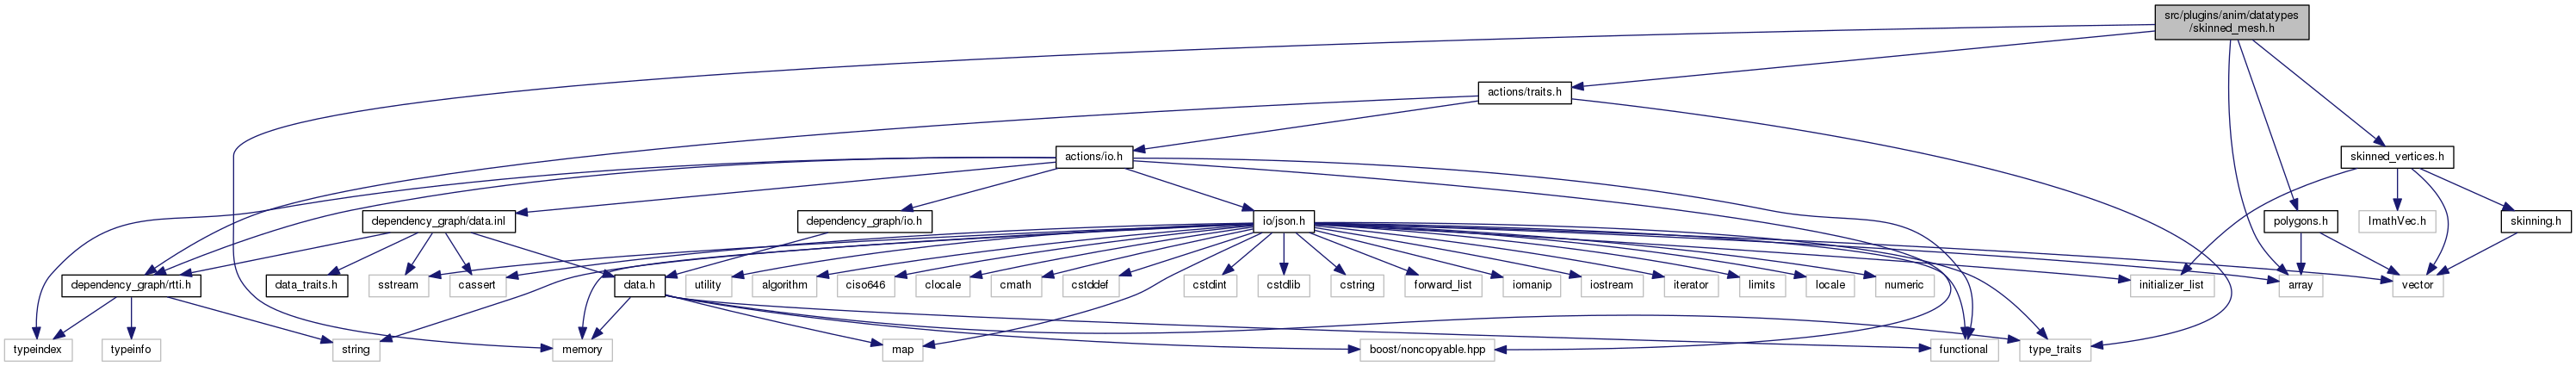 src/plugins/anim/datatypes
/skinned_mesh.h
actions/traits.h
actions/io.h
skinned_vertices.h
dependency_graph/data.inl
dependency_graph/io.h
io/json.h
ImathVec.h
polygons.h
skinning.h
dependency_graph/rtti.h
data_traits.h
sstream
cassert
data.h
utility
algorithm
ciso646
clocale
cmath
cstddef
cstdint
cstdlib
cstring
forward_list
iomanip
iostream
iterator
limits
locale
numeric
initializer_list
array
vector
typeindex
typeinfo
string
memory
boost/noncopyable.hpp
map
functional
type_traits